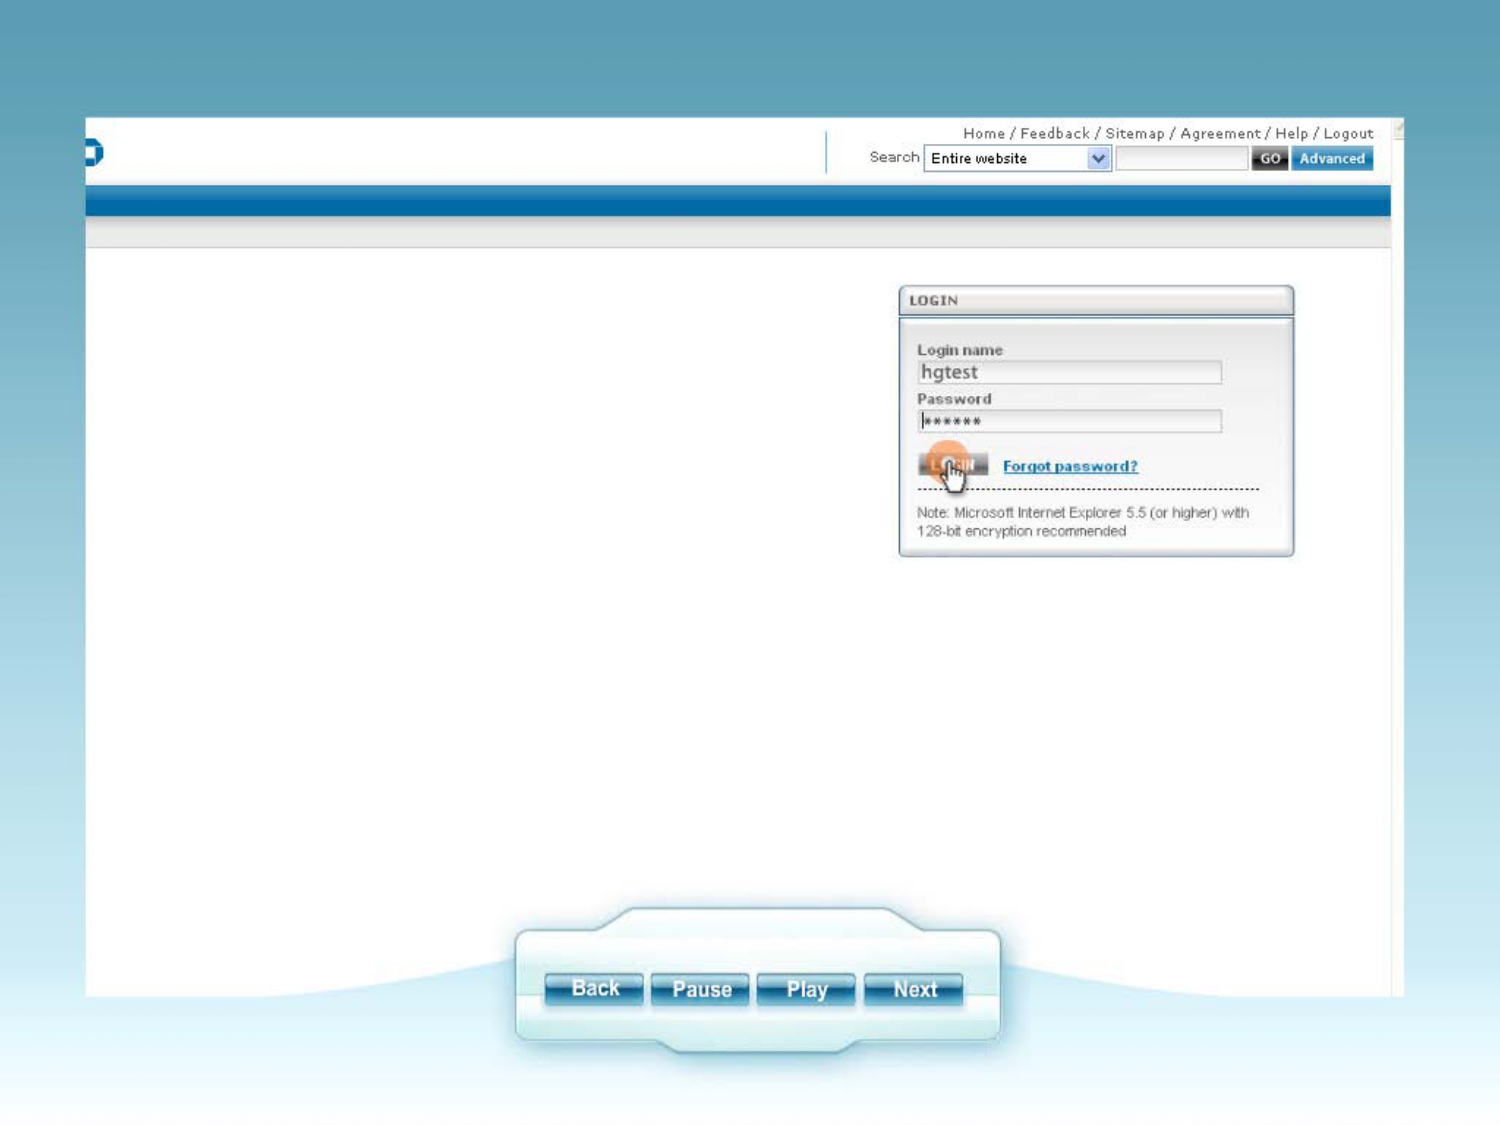 Home / Feedback / Sitemap / Agreement / Help / Logout
Search Entire website GO Advanced
LOGIN
Login name
hgtest
Password
******
LOGIN Forgot password?
Note: Microsoft Internet Explorer 5.5 (or higher) with
128-bit encryption recommended
Back Pause Play Next